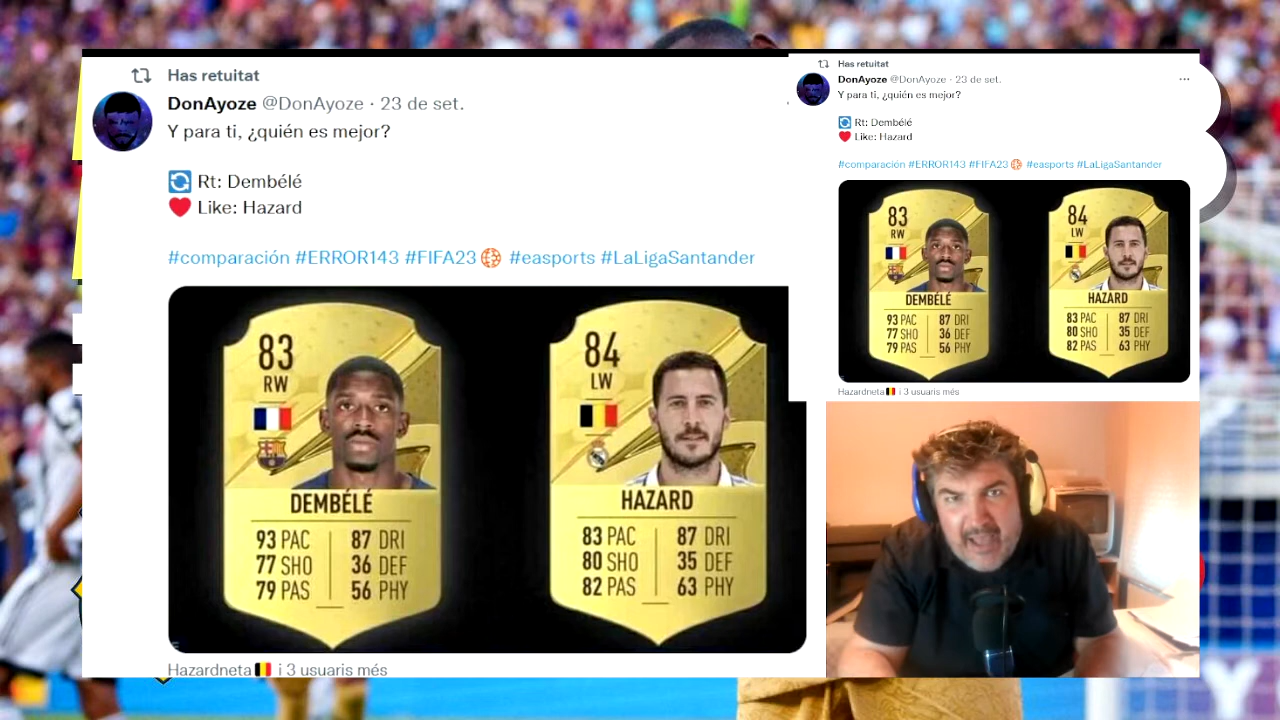 Has retuitat
DonAyoze @DonAyoze · 23 de set.
Y para ti, ¿quién es mejor?
Rt: Dembélé
Like: Hazard
#comparación #ERROR143 #FIFA23 #easports #LaLigaSantander
83
RW
DEMBÉLÉ
93 PAC 87 DRI
77 SHO 36 DEF
79 PAS 56 PHY
84
LW
HAZARD
83 PAC 87 DRI
80 SHO 35 DEF
82 PAS 63 PHY
Hazardneta i 3 usuaris més
Has retuitat
DonAyoze @DonAyoze · 23 de set.
Y para ti, ¿quién es mejor?
Rt: Dembélé
Like: Hazard
#comparación #ERROR143 #FIFA23 #easports #LaLigaSantander
83
RW
DEMBÉLÉ
93 PAC 87 DRI
77 SHO 36 DEF
79 PAS 56 PHY
84
LW
HAZARD
83 PAC 87 DRI
80 SHO 35 DEF
82 PAS 63 PHY
Hazardneta i 3 usuaris més